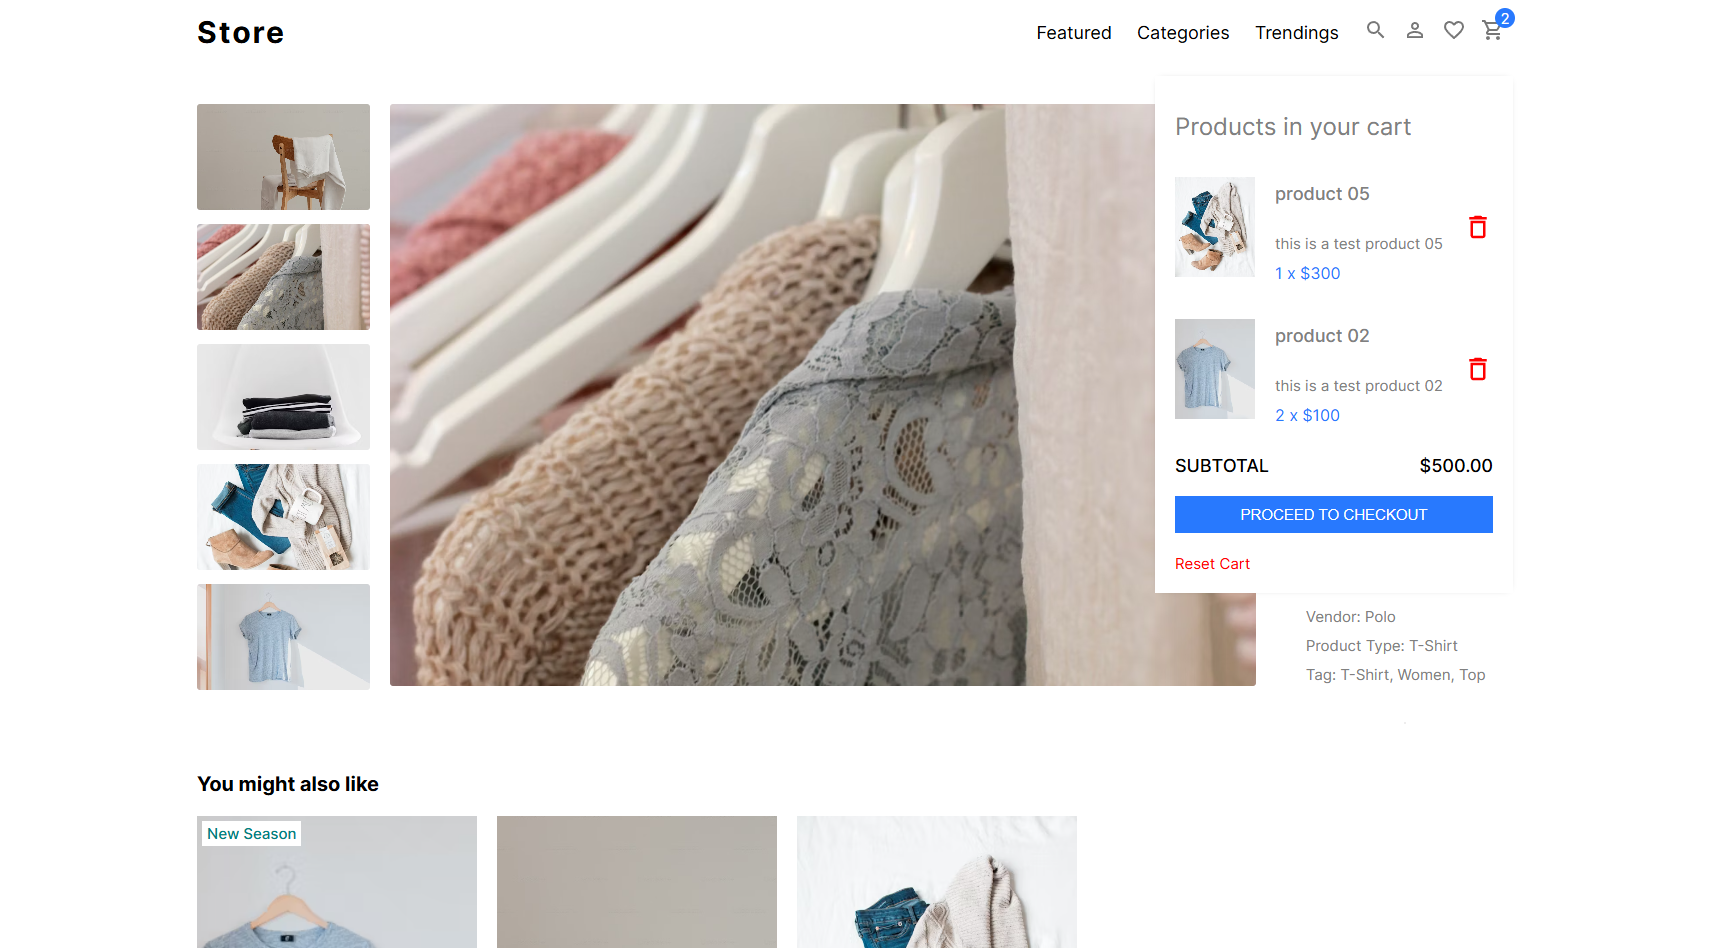 Store
Featured
Categories
Trendings
2
Products in your cart
product 05
this is a test product 05
1 x $300
product 02
this is a test product 02
2 x $100
SUBTOTAL
$500.00
PROCEED TO CHECKOUT
Reset Cart
Vendor: Polo
Product Type: T-Shirt
Tag: T-Shirt, Women, Top
You might also like
New Season